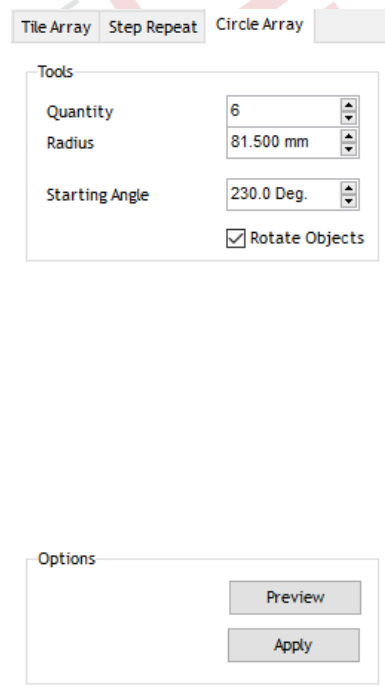 Tile Array Step Repeat Circle Array
Tools
Quantity 6
Radius 81.500 mm
Starting Angle 230.0 Deg.
Rotate Objects
Options
Preview
Apply